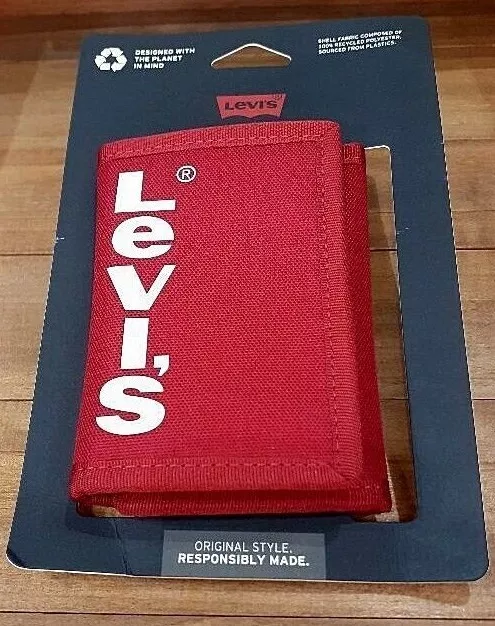 DESIGNED WITH
THE PLANET
IN MIND
SHELL FABRIC COMPOSED OF
100% RECYCLED POLYESTER,
SOURCED FROM PLASTICS.
LEVI'S
Levi's
®
ORIGINAL STYLE.
RESPONSIBLY MADE.